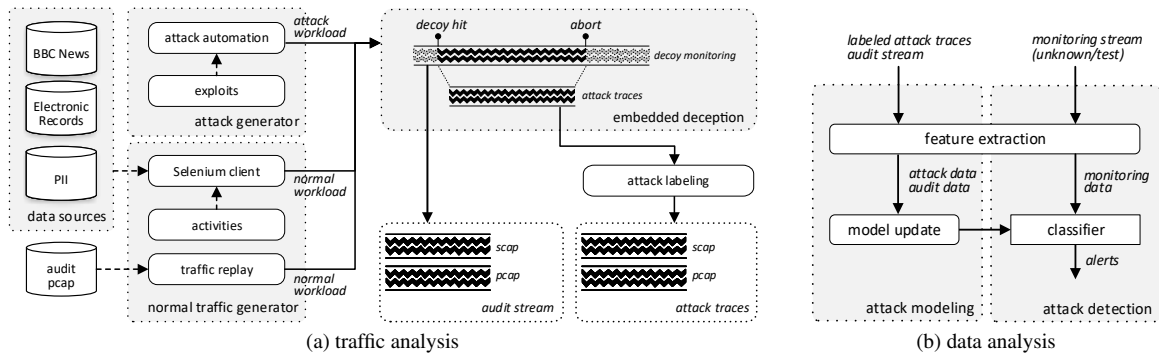 BBC News
Electronic
Records
PII
data sources
audit
pcap
attack automation
exploits
attack generator
Selenium client
activities
traffic replay
normal traffic generator
attack
workload
normal
workload
normal
workload
decoy hit
abort
decoy monitoring
attack traces
embedded deception
attack labeling
scap
pcap
audit stream
scap
pcap
attack traces
(a) traffic analysis
labeled attack traces
audit stream
monitoring stream
(unknown/test)
feature extraction
attack data
audit data
monitoring
data
model update
classifier
alerts
attack modeling
attack detection
(b) data analysis